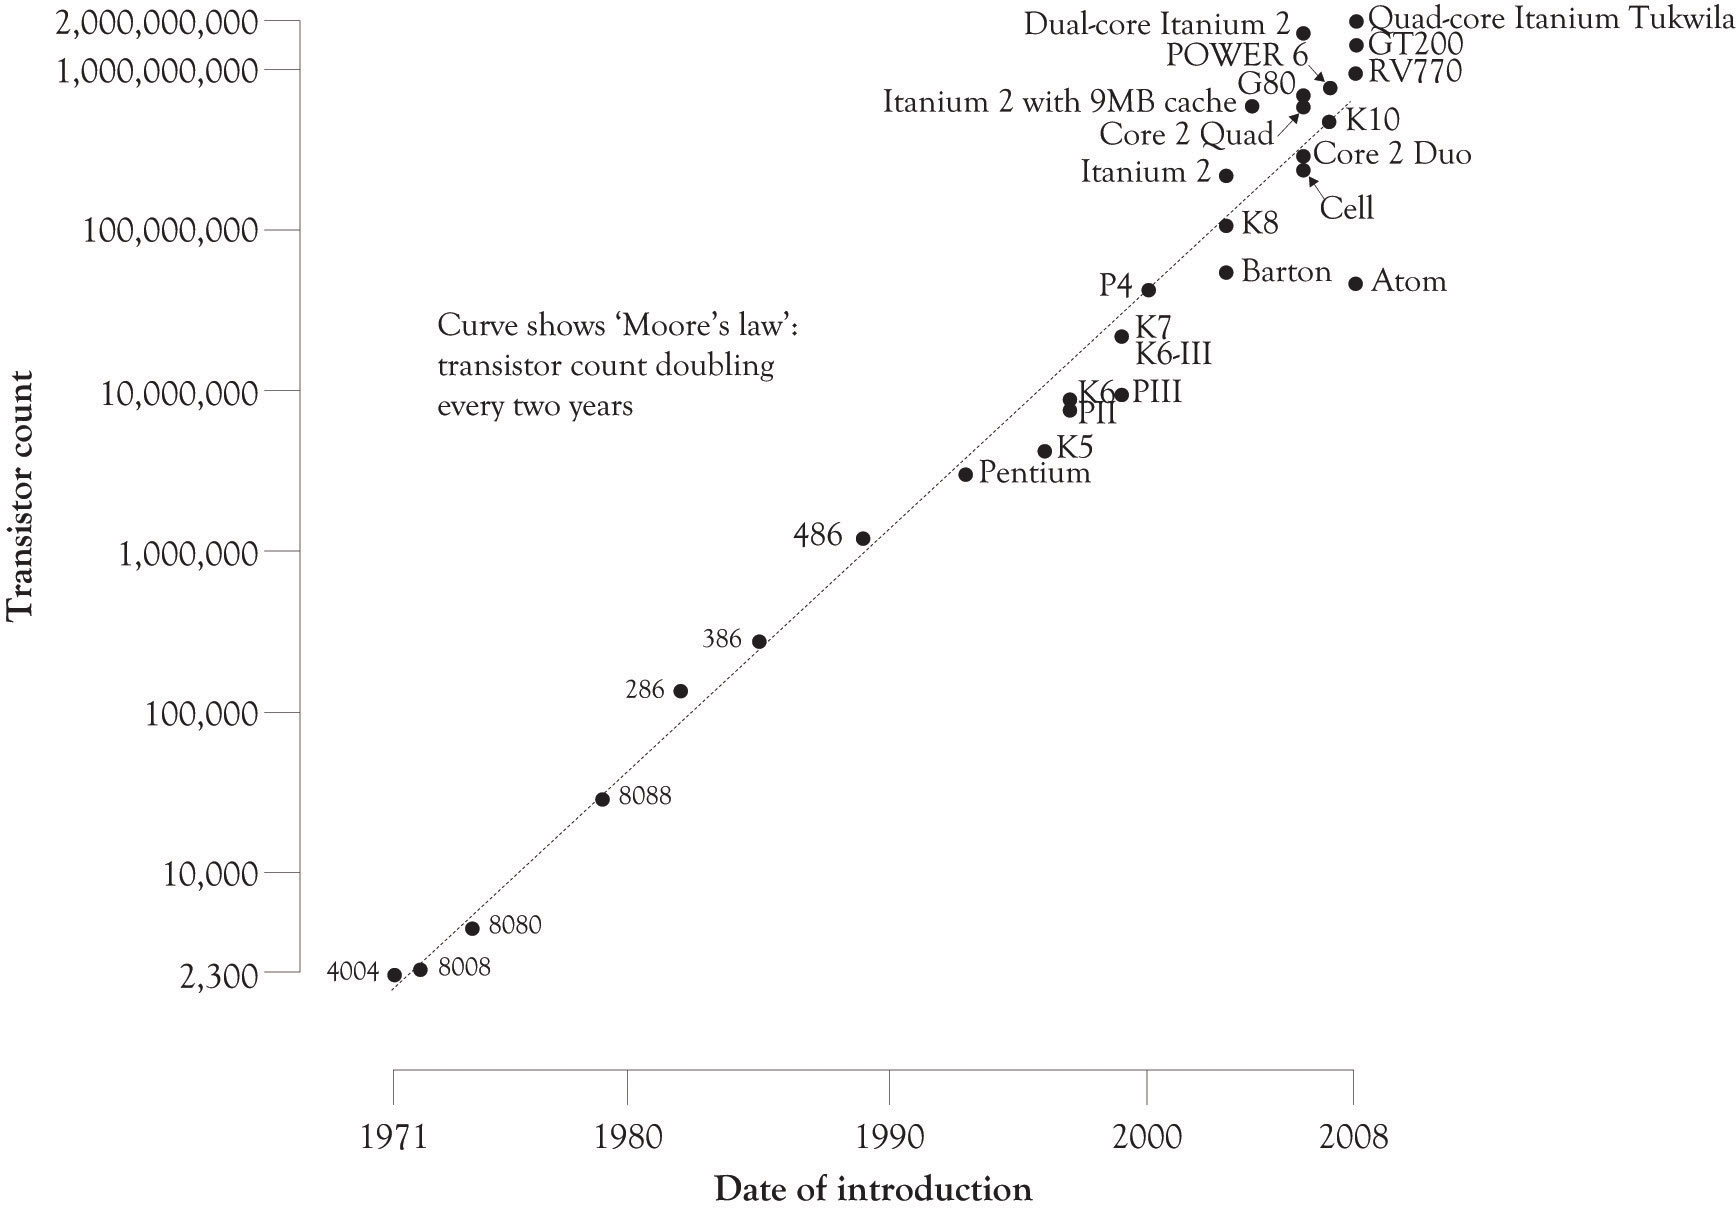 2,000,000,000
1,000,000,000
100,000,000
10,000,000
1,000,000
100,000
10,000
2,300
Transistor count
Curve shows ‘Moore’s law’:
transistor count doubling
every two years
Dual-core Itanium 2
Quad-core Itanium Tukwila
POWER 6
GT200
G80
RV770
Itanium 2 with 9MB cache
K10
Core 2 Quad
Core 2 Duo
Itanium 2
Cell
K8
Barton
Atom
P4
K7
K6-III
K6
PIII
PII
K5
Pentium
486
386
286
8088
8080
4004
8008
1971
1980
1990
2000
2008
Date of introduction